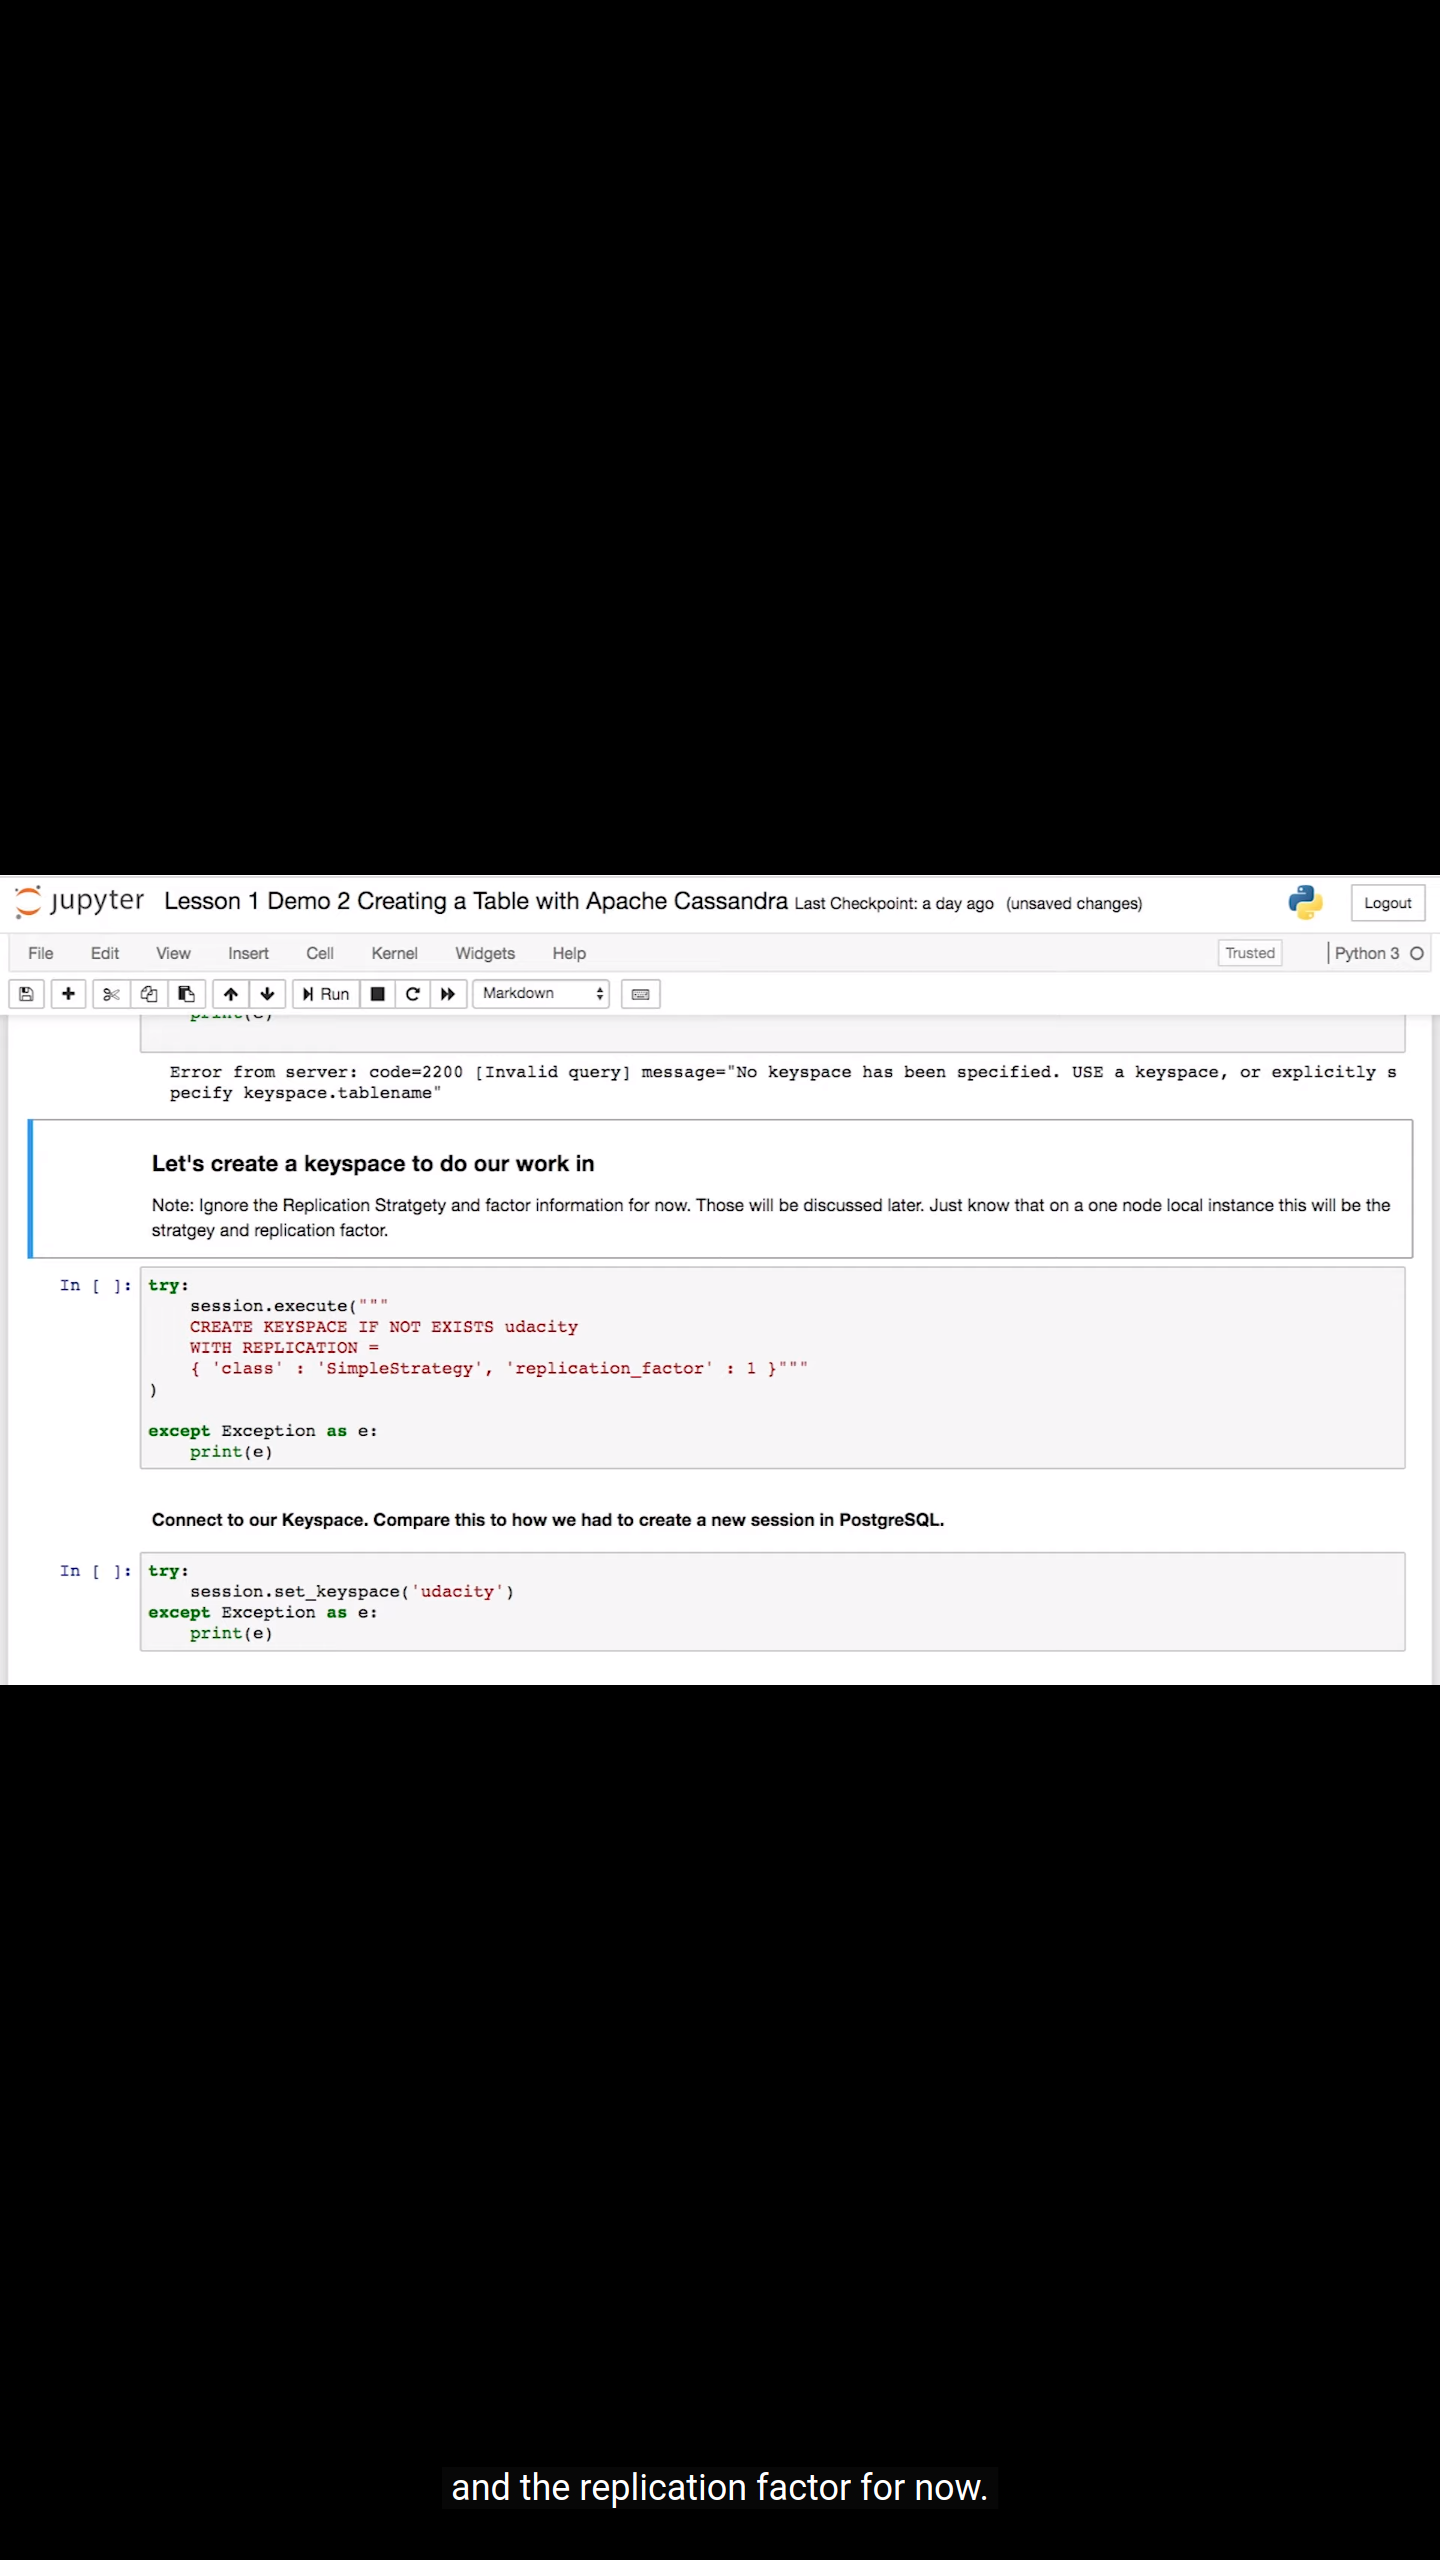 jupyter Lesson 1 Demo 2 Creating a Table with Apache Cassandra Last Checkpoint: a day ago (unsaved changes) Logout
File Edit View Insert Cell Kernel Widgets Help Trusted Python 3
Run Markdown
print(e)
Error from server: code=2200 [Invalid query] message="No keyspace has been specified. USE a keyspace, or explicitly s
pecify keyspace.tablename"
Let's create a keyspace to do our work in
Note: Ignore the Replication Stratgety and factor information for now. Those will be discussed later. Just know that on a one node local instance this will be the
stratgey and replication factor.
In [ ]: try:
session.execute("""
CREATE KEYSPACE IF NOT EXISTS udacity
WITH REPLICATION =
{ 'class' : 'SimpleStrategy', 'replication_factor' : 1 }"""
)
except Exception as e:
print(e)
Connect to our Keyspace. Compare this to how we had to create a new session in PostgreSQL.
In [ ]: try:
session.set_keyspace('udacity')
except Exception as e:
print(e)
and the replication factor for now.